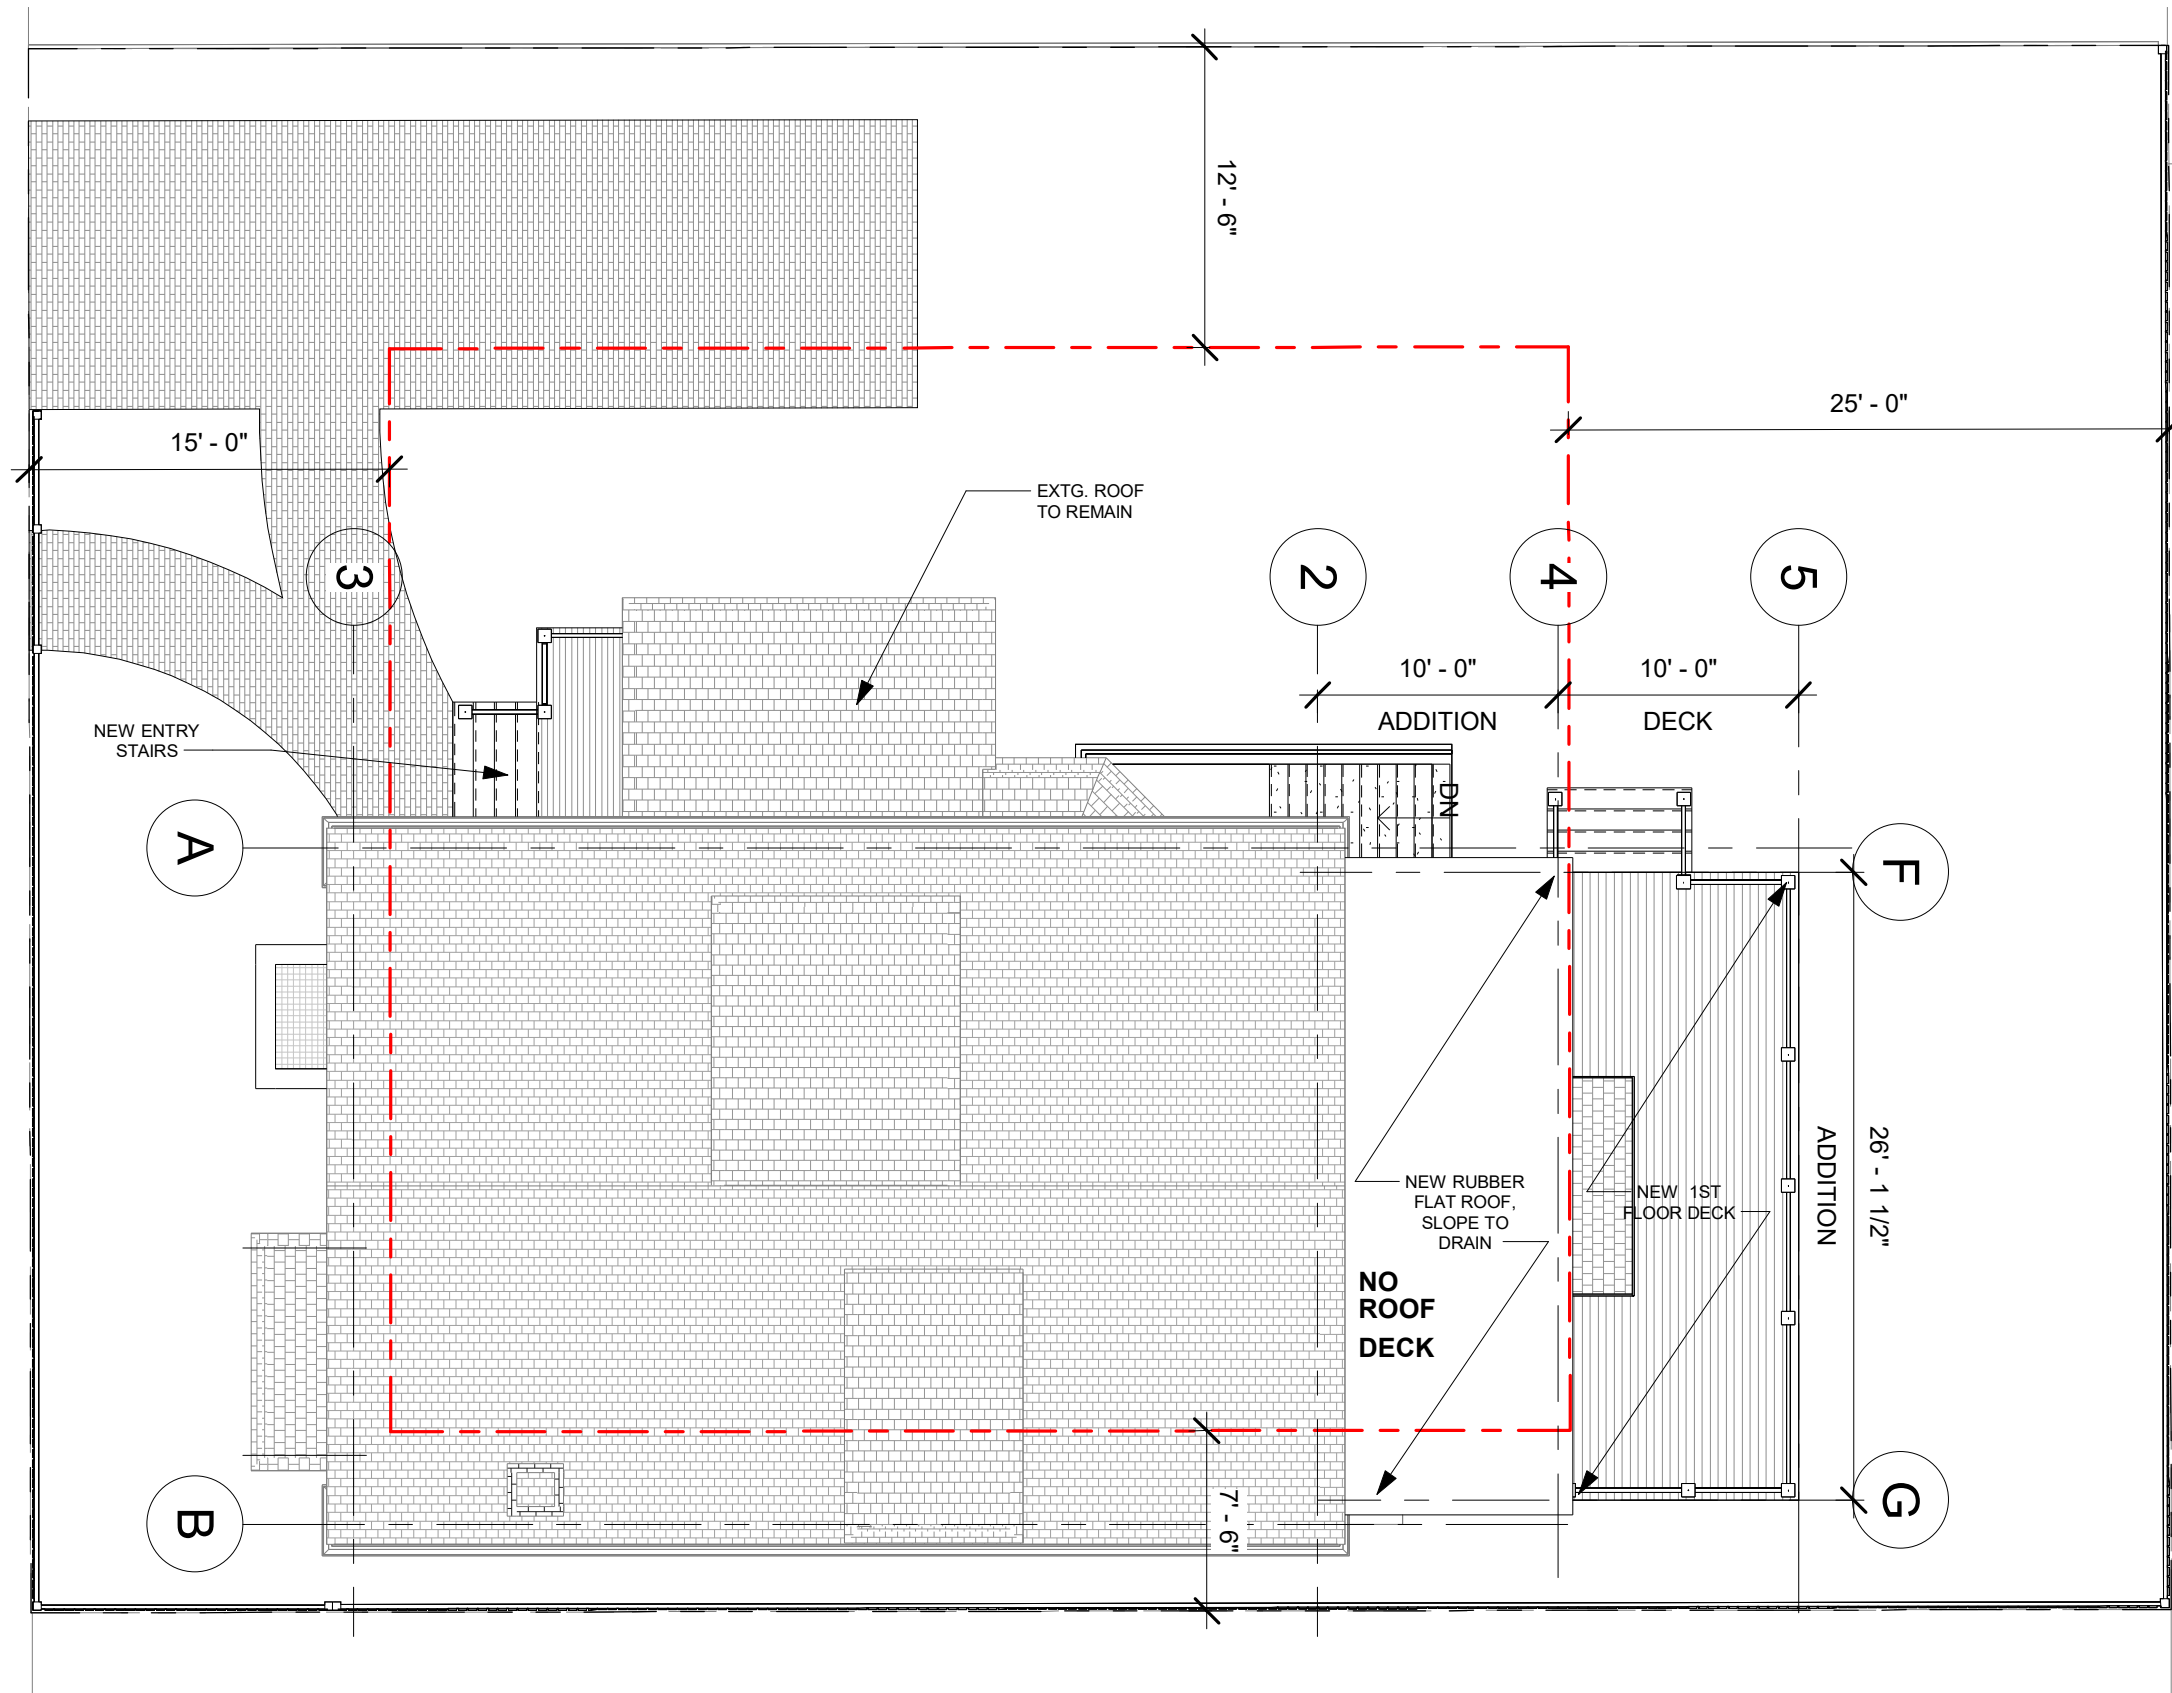 12' - 6"
25' - 0"
15' - 0"
EXTG. ROOF
TO REMAIN
3
2
4
5
10' - 0"
10' - 0"
ADDITION
DECK
NEW ENTRY
STAIRS
DN
A
F
26' - 1 1/2"
ADDITION
NEW RUBBER
FLAT ROOF,
SLOPE TO
DRAIN
NEW 1ST
FLOOR DECK
NO
ROOF
DECK
7' - 6"
B
G